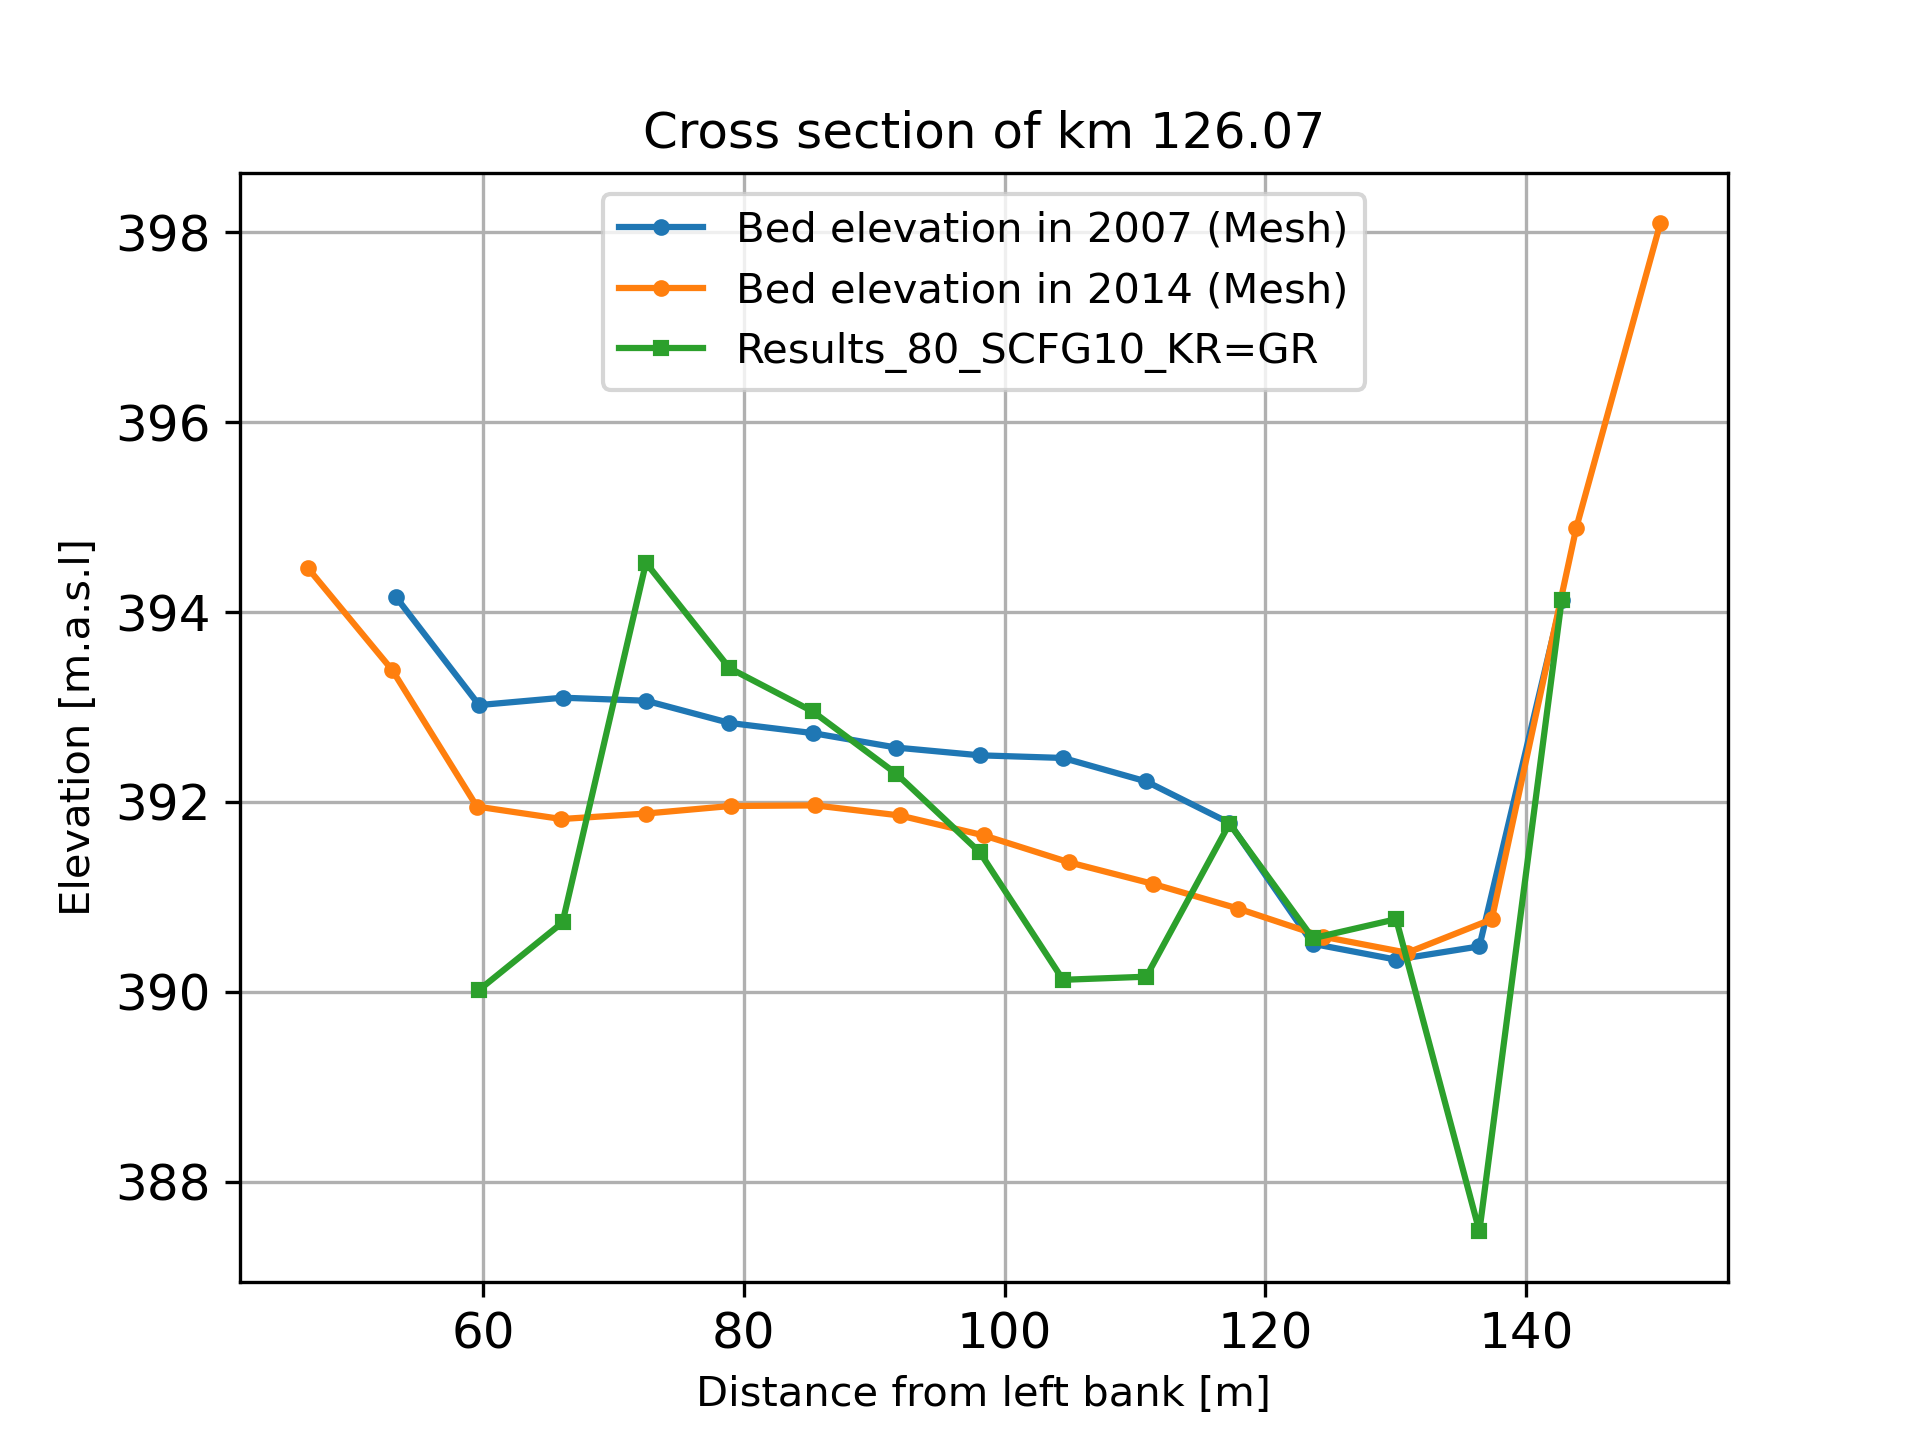 Cross section of km 126.07
Bed elevation in 2007 (Mesh)
Bed elevation in 2014 (Mesh)
Results_80_SCFG10_KR=GR
398
396
394
392
390
388
Elevation [m.a.s.l]
60 80 100 120 140
Distance from left bank [m]